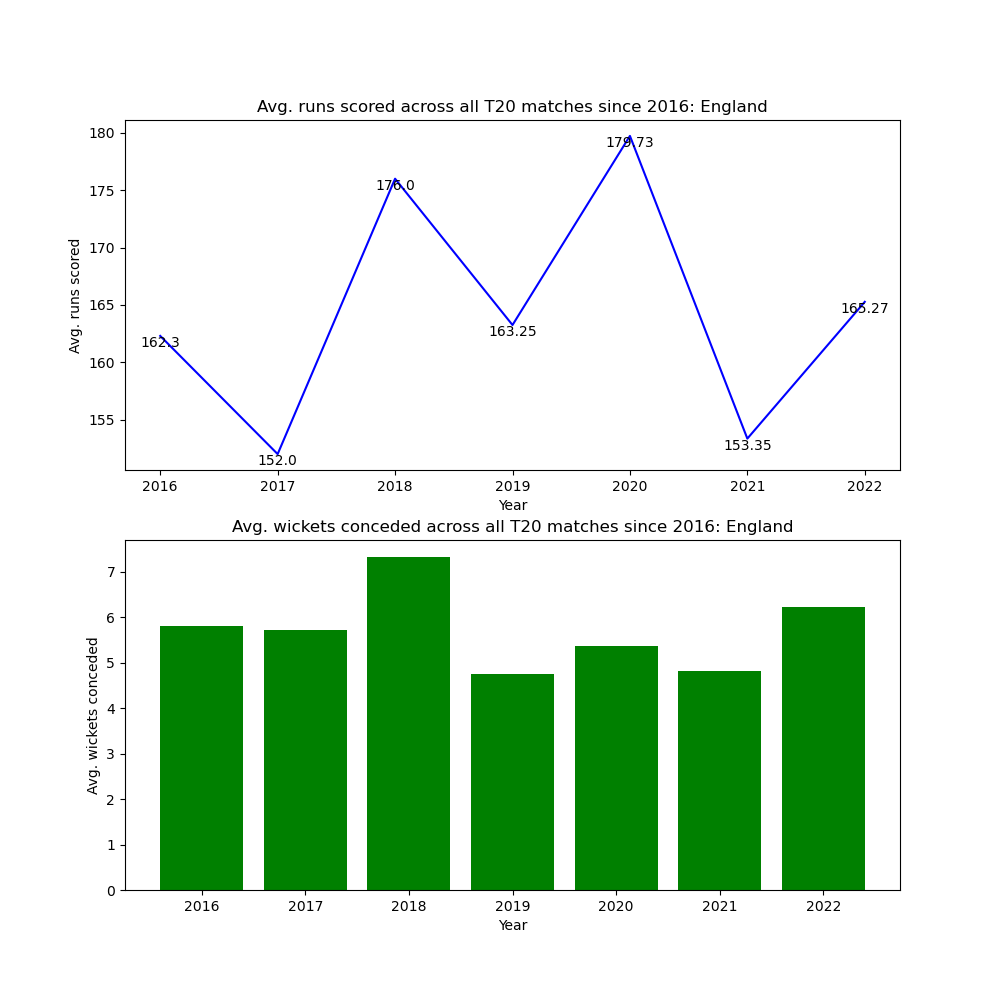 Avg. runs scored across all T20 matches since 2016: England
180
175
170
165
160
155
Avg. runs scored
162.3
152.0
176.0
163.25
179.73
153.35
165.27
2016 2017 2018 2019 2020 2021 2022
Year
Avg. wickets conceded across all T20 matches since 2016: England
7
6
5
4
3
2
1
0
Avg. wickets conceded
2016 2017 2018 2019 2020 2021 2022
Year